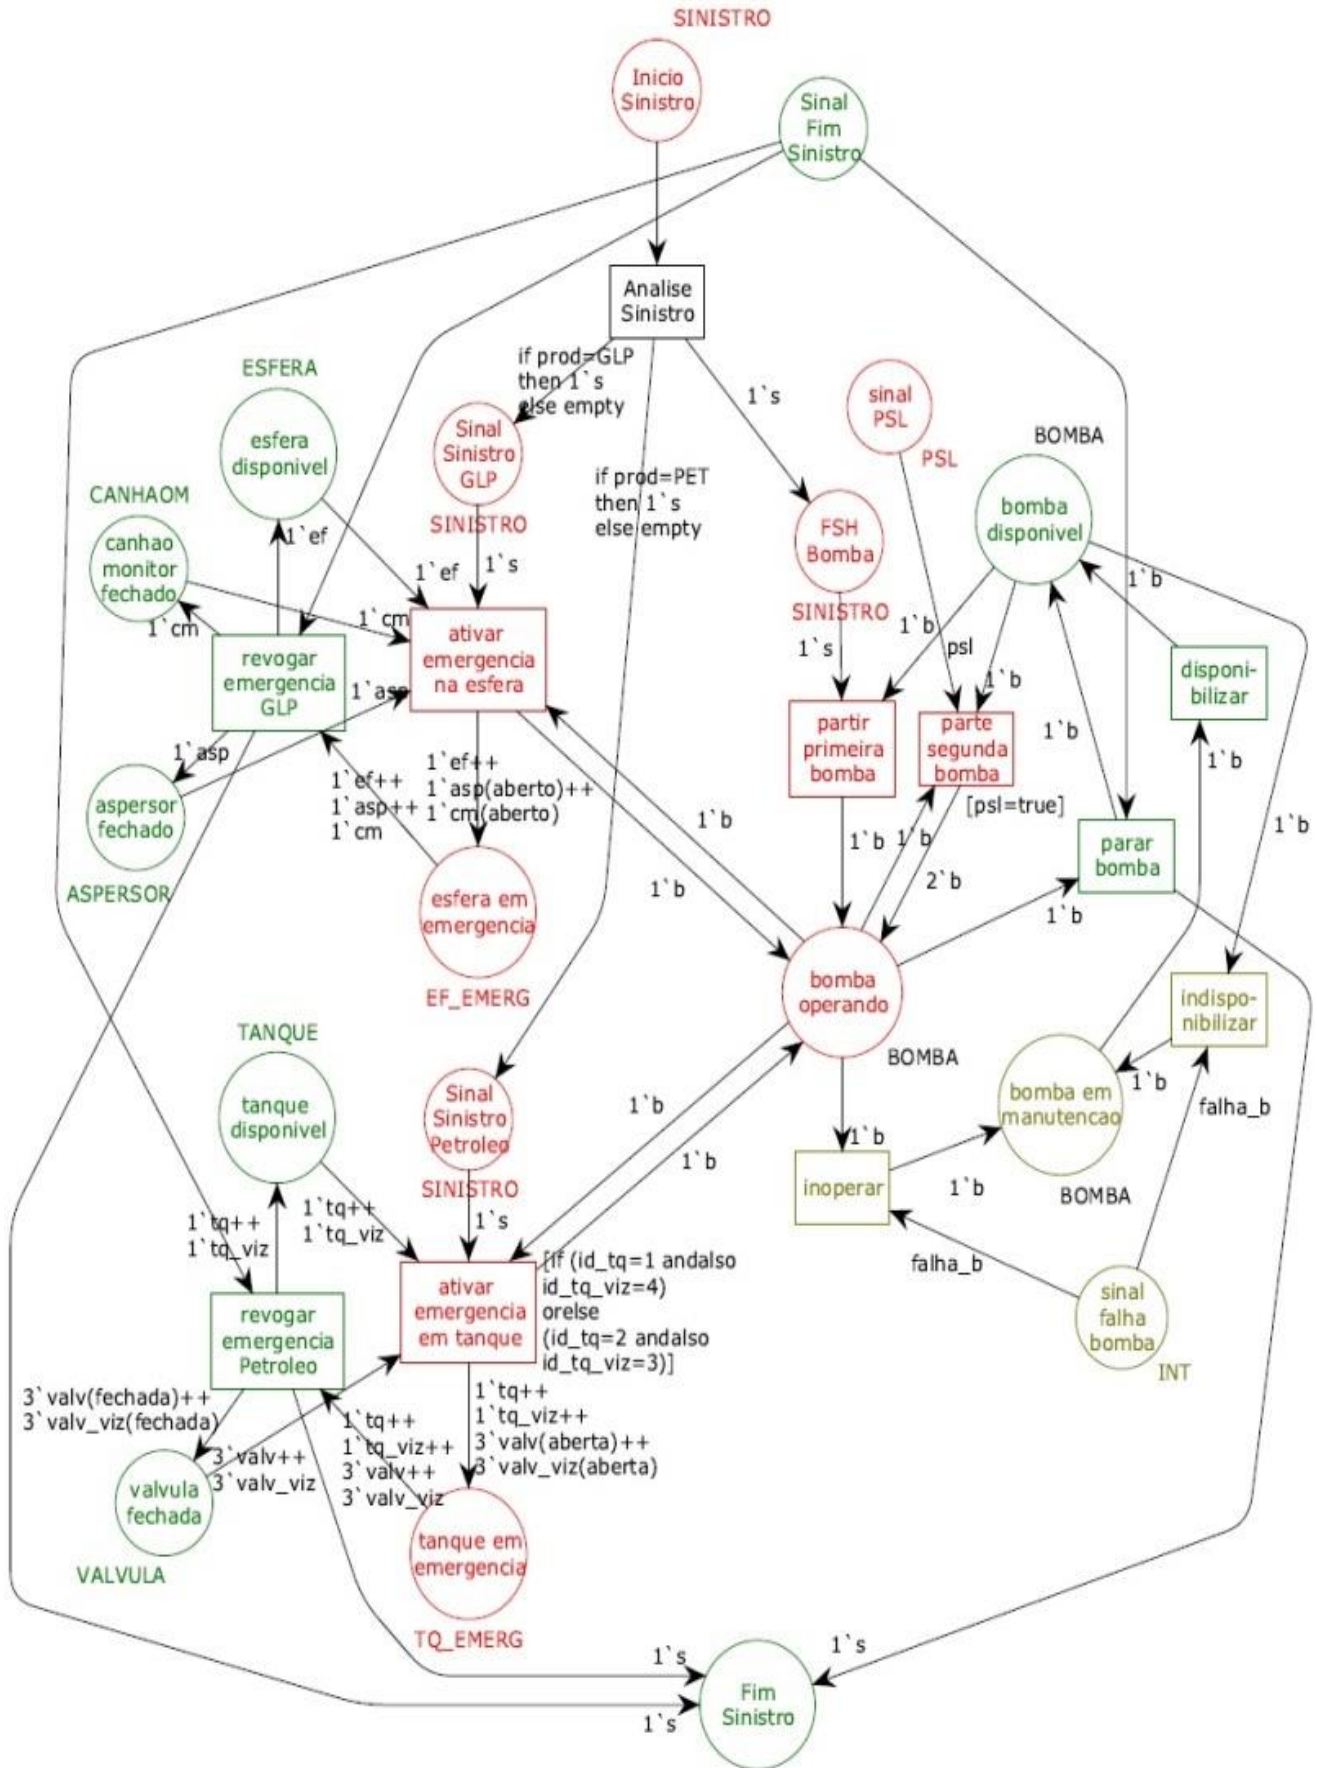 SINISTRO
Inicio
Sinistro
Sinal
Fim
Sinistro
Analise
Sinistro
if prod=GLP
then 1`s
else empty
1`s
ESFERA
esfera
disponivel
Sinal
Sinistro
GLP
SINISTRO
sinal
PSL
PSL
BOMBA
bomba
disponivel
if prod=PET
then 1`s
else empty
CANHAOM
canhao
monitor
fechado
1`ef
1`ef
1`s
FSH
Bomba
SINISTRO
1`cm
1`cm
1`b
1`s
1`b
psl
1`b
revogar
emergencia
GLP
ativar
emergencia
na esfera
disponi-
bilizar
1`asp
partir
primeira
bomba
parte
segunda
bomba
[psl=true]
1`b
1`b
1`asp
aspersor
fechado
ASPERSOR
1`ef++
1`asp++
1`cm
1`ef++
1`asp(aberto)++
1`cm(aberto)
1`b
1`b
1`b
1`b
parar
bomba
1`b
2`b
1`b
1`b
esfera em
emergencia
EF_EMERG
bomba
operando
BOMBA
indispo-
nibilizar
TANQUE
tanque
disponivel
Sinal
Sinistro
Petroleo
SINISTRO
1`b
1`b
1`b
bomba em
manutencao
BOMBA
1`b
falha_b
inoperar
1`b
1`tq++
1`tq_viz
1`tq++
1`tq_viz
1`s
falha_b
revogar
emergencia
Petroleo
ativar
emergencia
em tanque
[if (id_tq=1 andalso
id_tq_viz=4)
orelse
(id_tq=2 andalso
id_tq_viz=3)]
sinal
falha
bomba
INT
3`valv(fechada)++
3`valv_viz(fechada)
1`tq++
1`tq_viz++
3`valv++
3`valv_viz
1`tq++
1`tq_viz++
3`valv(aberta)++
3`valv_viz(aberta)
3`valv++
3`valv_viz
valvula
fechada
VALVULA
tanque em
emergencia
TQ_EMERG
1`s
1`s
1`s
Fim
Sinistro